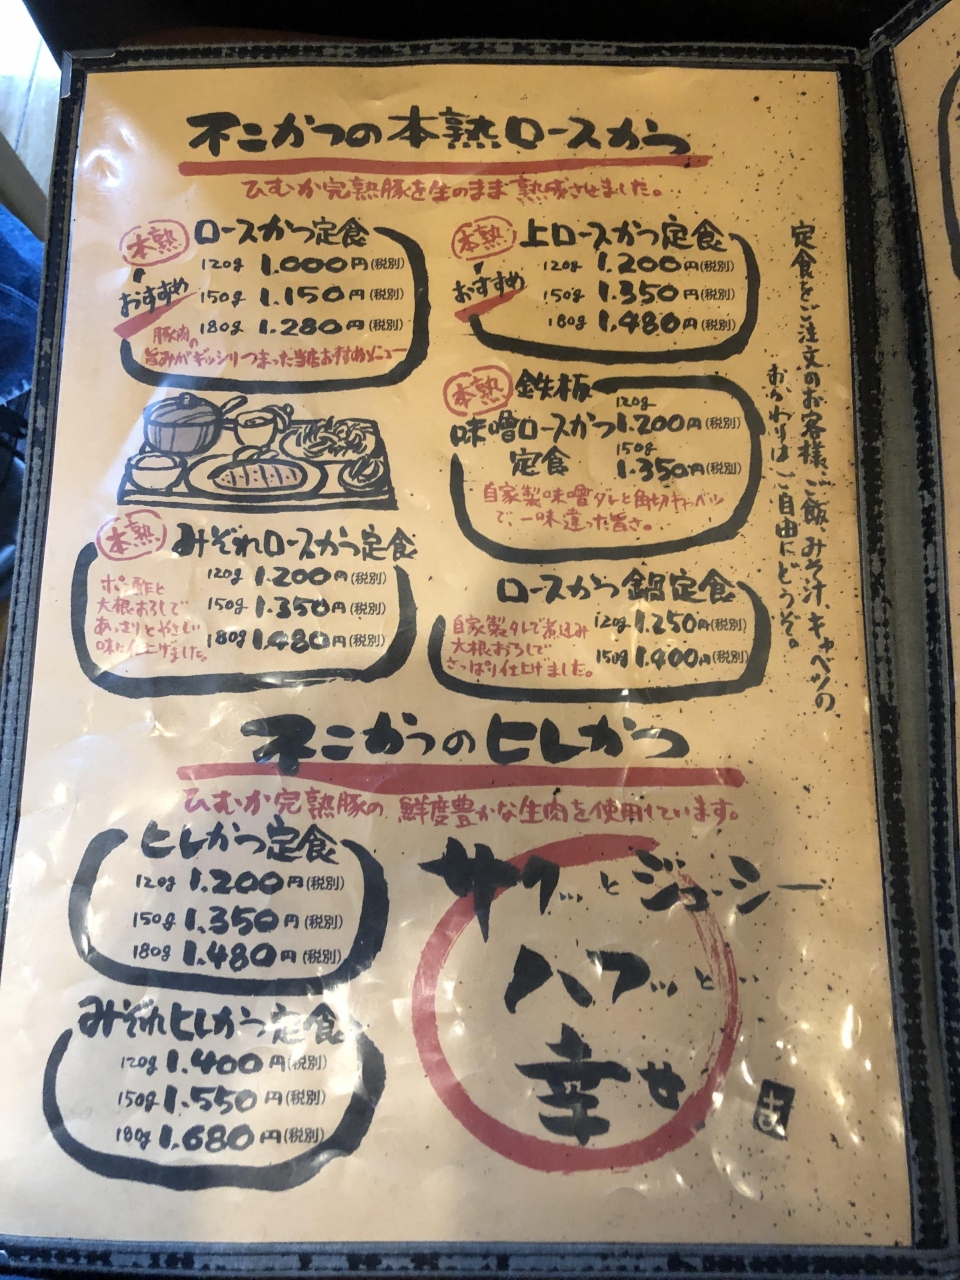 不二かつの本熟ロースかつ
ひむか完熟豚を生のまま熟成させました。
本熟
ロースかつ定食
おすすめ
120g 1.000円(税別)
150g 1.150円(税別)
180g 1.280円(税別)
豚肉の
旨みがギッシリつまった当店おすすめメニュー
本熟
上ロースかつ定食
おすすめ
120g 1.200円(税別)
150g 1.350円(税別)
180g 1.480円(税別)
本熟
鉄板
味噌ロースかつ
定食
120g
1.200円(税別)
150g
1.350円(税別)
自家製味噌ダレと角切キャベツ
で、一味違った旨さ。
本熟
みぞれロースかつ定食
120g 1.200円(税別)
150g 1.350円(税別)
180g 1.480円(税別)
ポン酢と
大根おろしで
あっさりとやさしい
味に仕上げました。
ロースかつ鍋定食
120g 1.250円(税別)
150g 1.400円(税別)
自家製タレで煮込み
大根おろしで
さっぱり仕上げました。
定食をご注文のお客様、ご飯、みそ汁、キャベツの
おかわりはご自由にどうぞ。
不二かつのヒレかつ
ひむか完熟豚の鮮度豊かな生肉を使用しています。
ヒレかつ定食
120g 1.200円(税別)
150g 1.350円(税別)
180g 1.480円(税別)
みぞれヒレかつ定食
120g 1.400円(税別)
150g 1.550円(税別)
180g 1.680円(税別)
サクッ…とジューシー
ハフッ…と…
幸せ